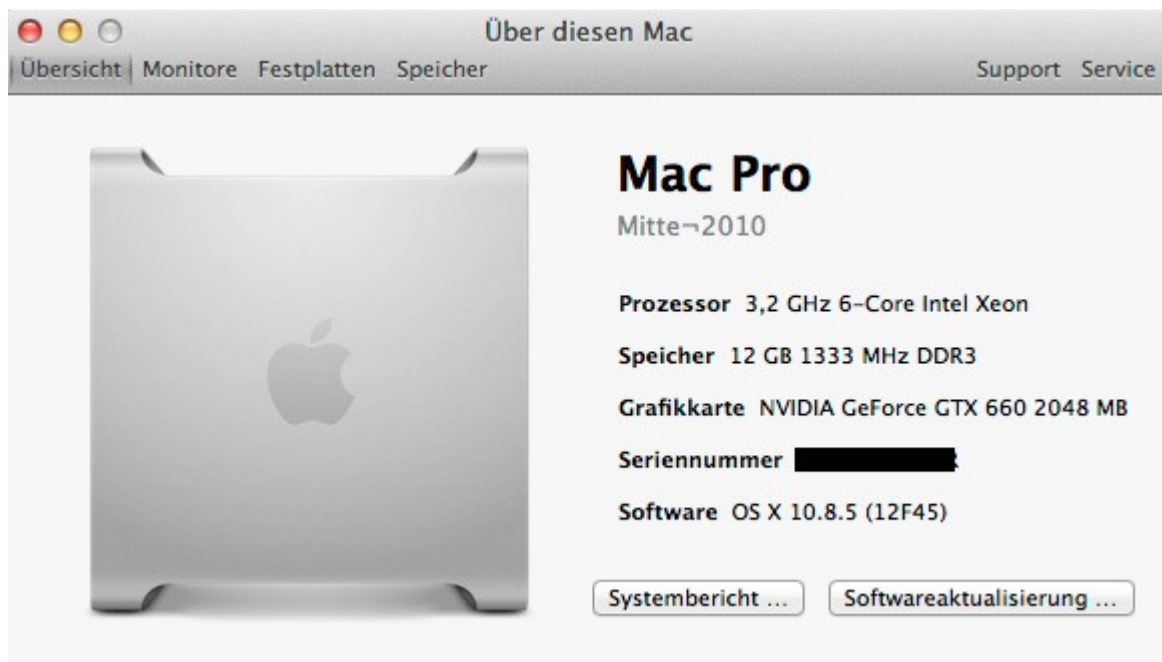 Über diesen Mac
Übersicht Monitore Festplatten Speicher Support Service
Mac Pro
Mitte¬2010
Prozessor 3,2 GHz 6-Core Intel Xeon
Speicher 12 GB 1333 MHz DDR3
Grafikkarte NVIDIA GeForce GTX 660 2048 MB
Seriennummer
Software OS X 10.8.5 (12F45)
Systembericht ... Softwareaktualisierung ...